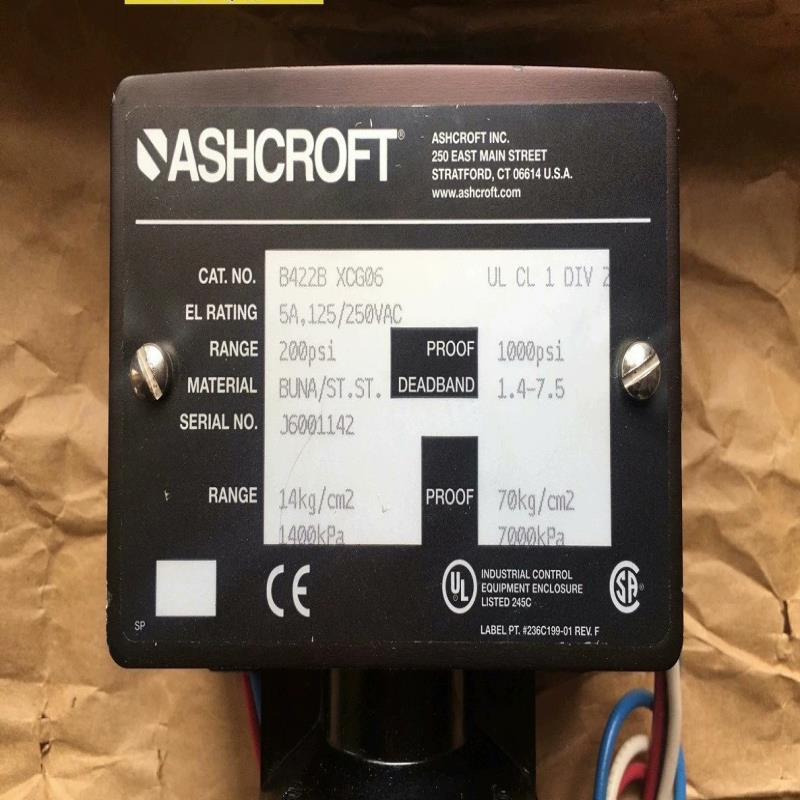 ASHCROFT®
ASHCROFT INC.
250 EAST MAIN STREET
STRATFORD, CT 06614 U.S.A.
www.ashcroft.com
CAT. NO. B422B XCG06 UL CL 1 DIV 2
EL RATING 5A,125/250VAC
RANGE 200psi PROOF 1000psi
MATERIAL BUNA/ST.ST. DEADBAND 1.4-7.5
SERIAL NO. J6001142
RANGE 14kg/cm2 PROOF 70kg/cm2
1400kPa 7000kPa
SP
CE
UL
INDUSTRIAL CONTROL
EQUIPMENT ENCLOSURE
LISTED 245C
SA®
LABEL PT. #236C199-01 REV. F